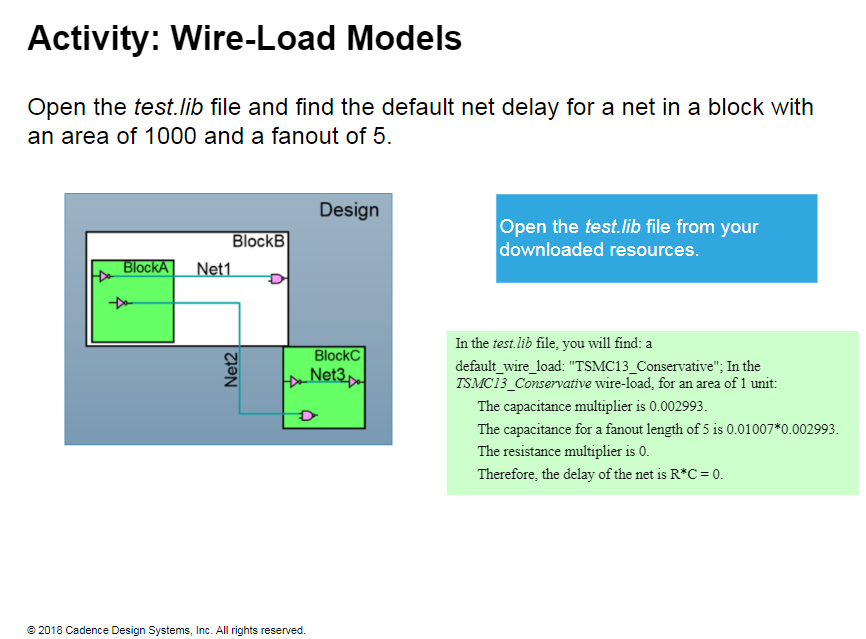 Activity: Wire-Load Models
Open the test.lib file and find the default net delay for a net in a block with
an area of 1000 and a fanout of 5.
Design
BlockB
BlockA
Net1
Net2
BlockC
Net3
Open the test.lib file from your
downloaded resources.
In the test.lib file, you will find: a
default_wire_load: "TSMC13_Conservative"; In the
TSMC13_Conservative wire-load, for an area of 1 unit:
The capacitance multiplier is 0.002993.
The capacitance for a fanout length of 5 is 0.01007*0.002993.
The resistance multiplier is 0.
Therefore, the delay of the net is R*C = 0.
© 2018 Cadence Design Systems, Inc. All rights reserved.